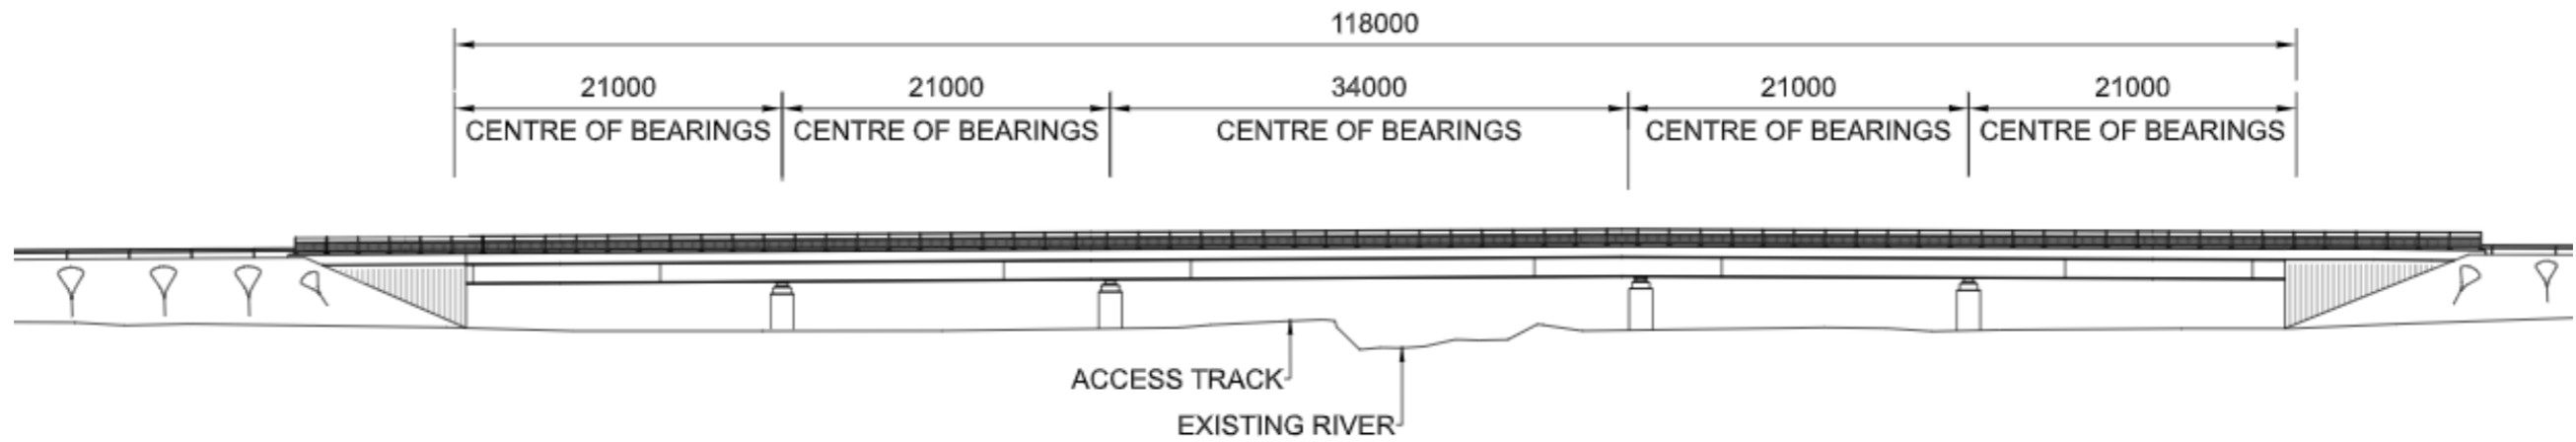 118000
21000
21000
34000
21000
21000
CENTRE OF BEARINGS
CENTRE OF BEARINGS
CENTRE OF BEARINGS
CENTRE OF BEARINGS
CENTRE OF BEARINGS
ACCESS TRACK
EXISTING RIVER